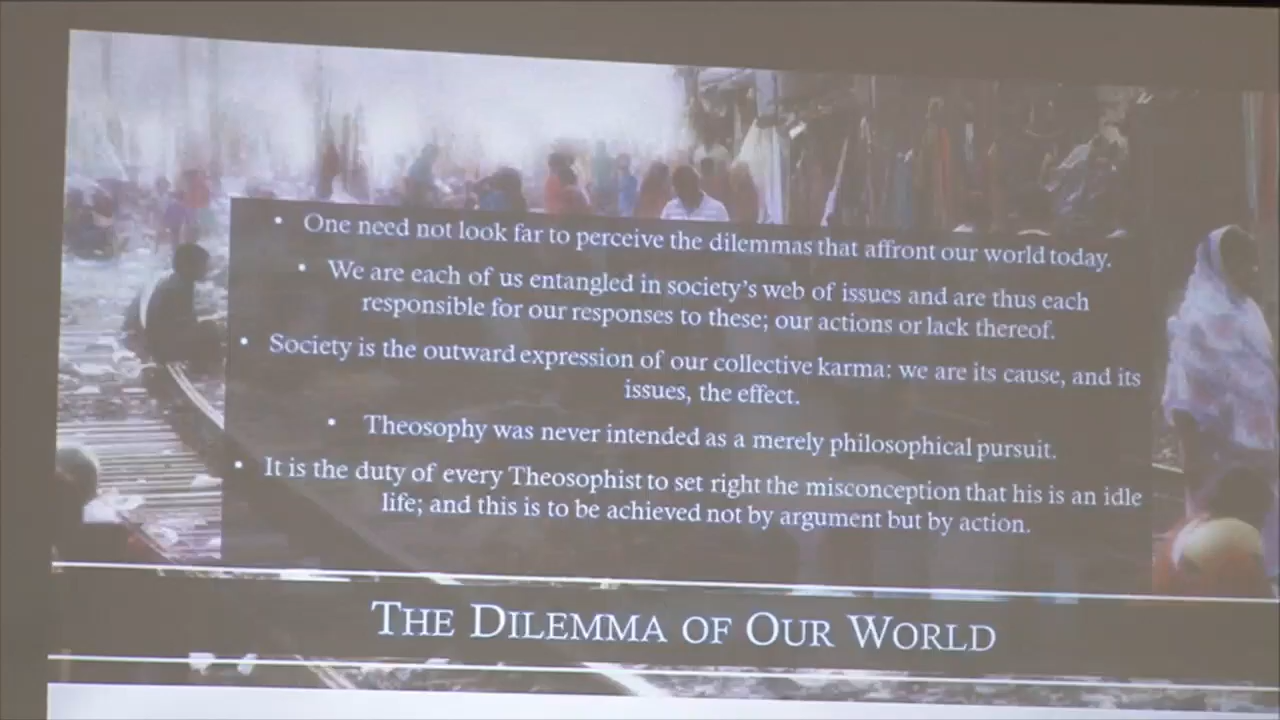 • One need not look far to perceive the dilemmas that affront our world today.
• We are each of us entangled in society's web of issues and are thus each
responsible for our responses to these; our actions or lack thereof.
• Society is the outward expression of our collective karma: we are its cause, and its
issues, the effect.
• Theosophy was never intended as a merely philosophical pursuit.
• It is the duty of every Theosophist to set right the misconception that his is an idle
life; and this is to be achieved not by argument but by action.
THE DILEMMA OF OUR WORLD